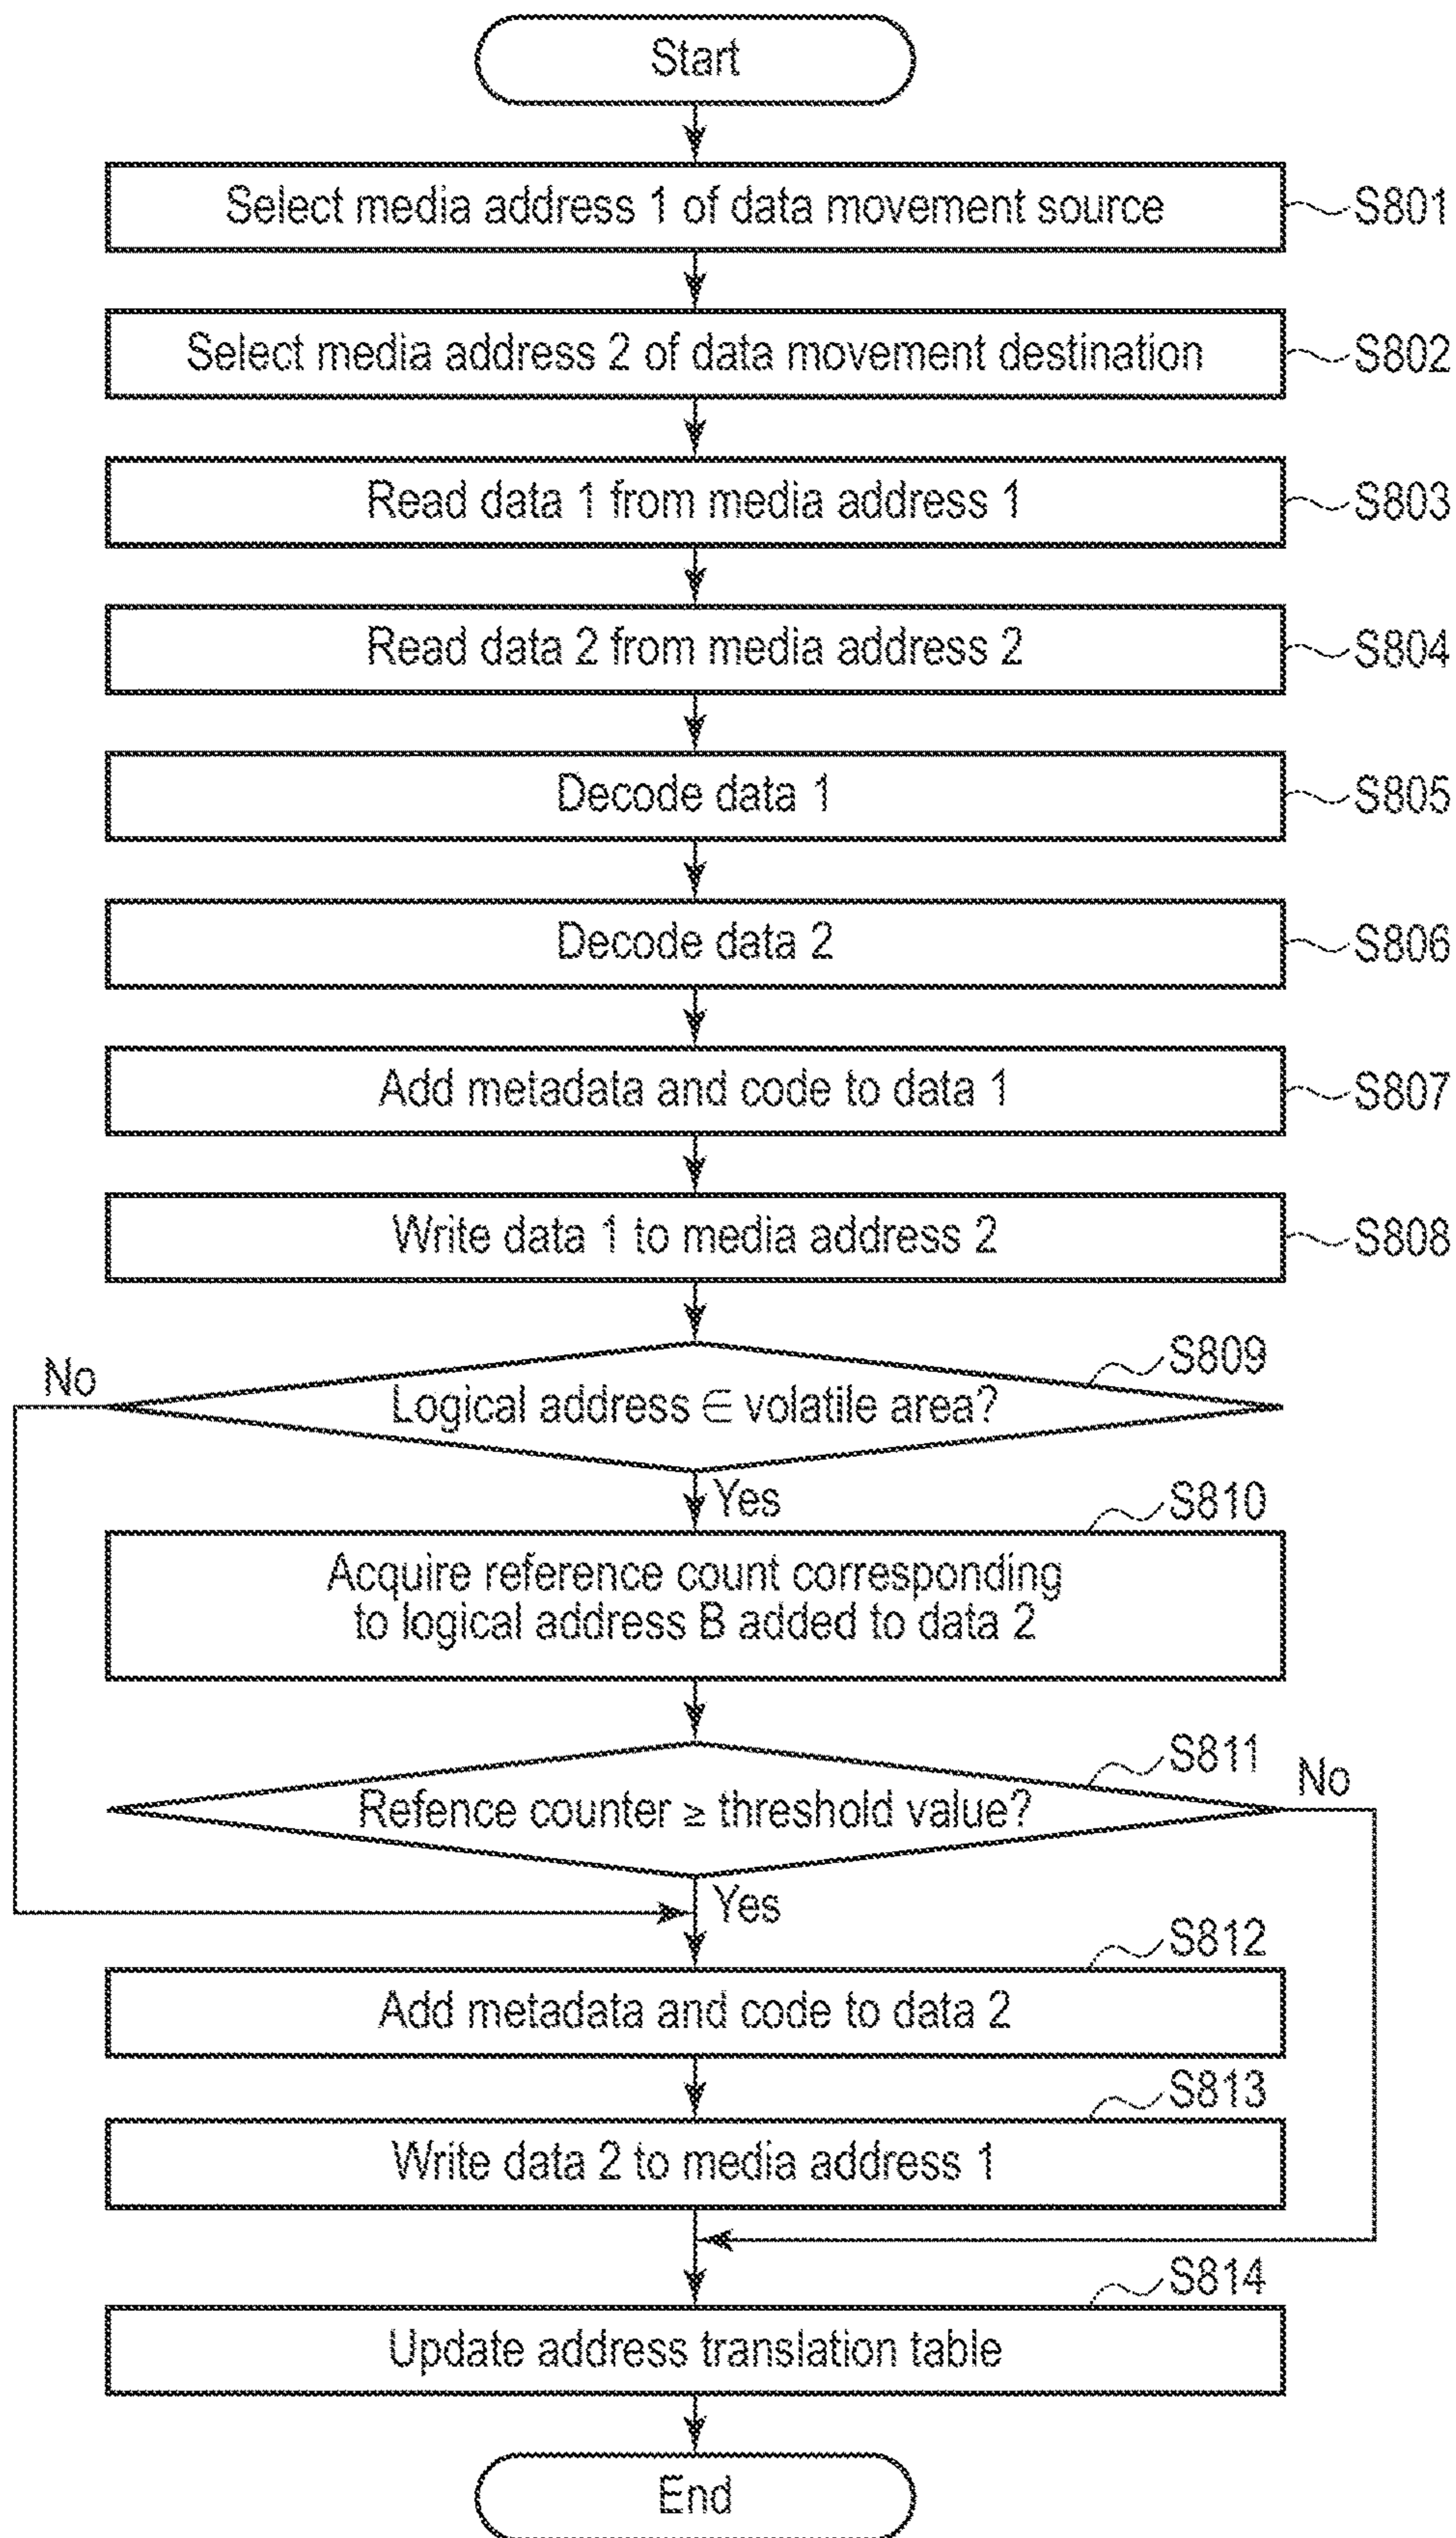 Start
Select media address 1 of data movement source
S801
Select media address 2 of data movement destination
S802
Read data 1 from media address 1
S803
Read data 2 from media address 2
S804
Decode data 1
S805
Decode data 2
S806
Add metadata and code to data 1
S807
Write data 1 to media address 2
S808
S809
No
Logical address ∈ volatile area?
Yes
S810
Acquire reference count corresponding
to logical address B added to data 2
S811
No
Refence counter ≥ threshold value?
Yes
S812
Add metadata and code to data 2
S813
Write data 2 to media address 1
S814
Update address translation table
End